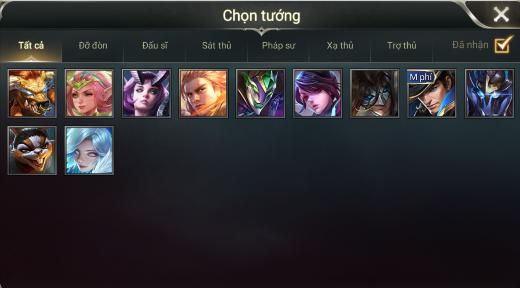 Chọn tướng
Tất cả Đỡ đòn Đấu sĩ Sát thủ Pháp sư Xạ thủ Trợ thủ Đã nhận
M phí